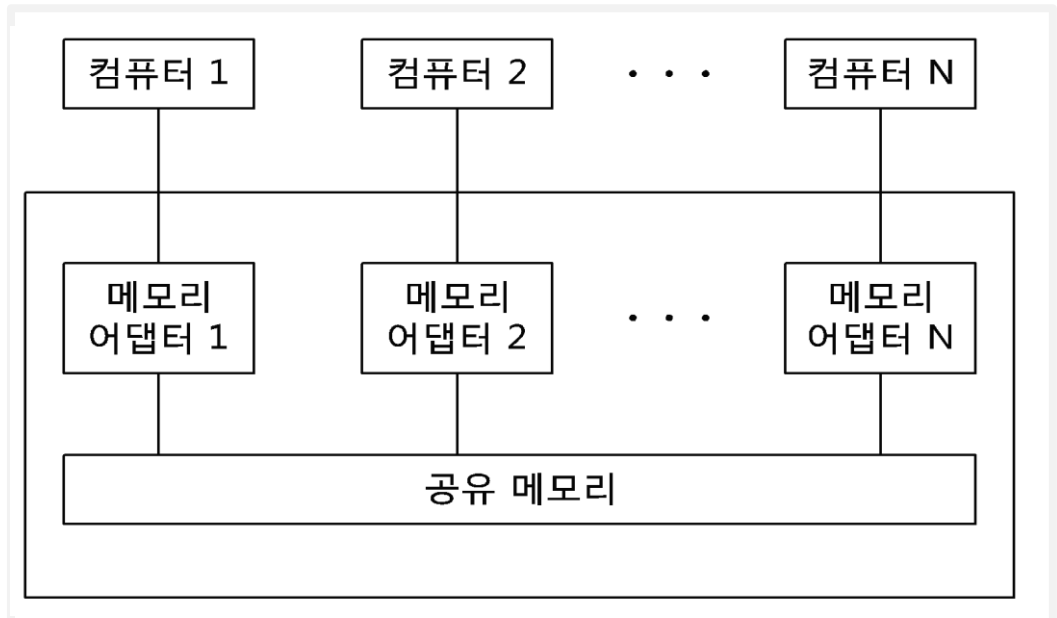 컴퓨터 1
컴퓨터 2
· · ·
컴퓨터 N
메모리
어댑터 1
메모리
어댑터 2
· · ·
메모리
어댑터 N
공유 메모리